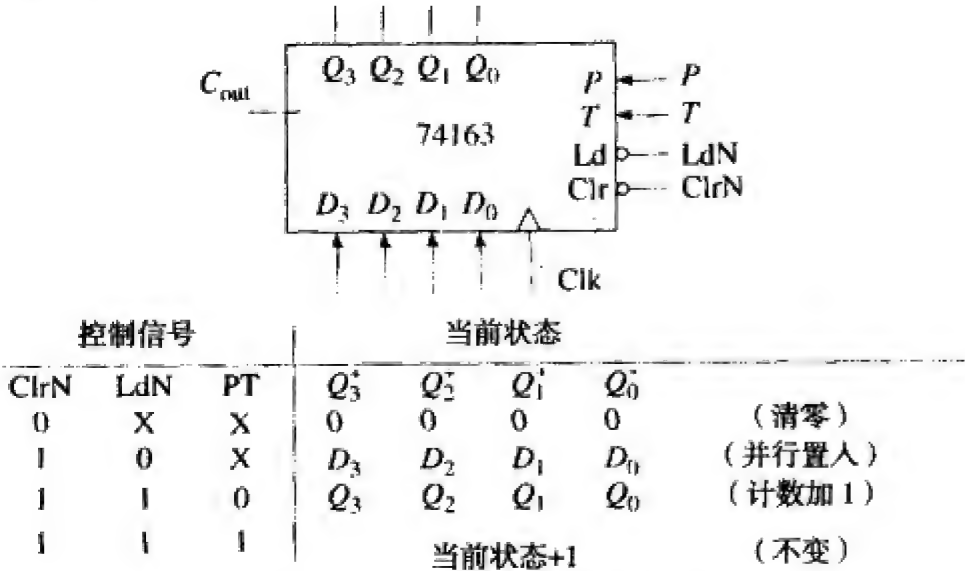 Q₃ Q₂ Q₁ Q₀
P P
C_out
T T
74163
Ld LdN
Clr ClrN
D₃ D₂ D₁ D₀
Clk
控制信号 当前状态
ClrN LdN PT Q₃⁺ Q₂⁺ Q₁⁺ Q₀⁺
0 X X 0 0 0 0 （清零）
1 0 X D₃ D₂ D₁ D₀ （并行置人）
1 1 0 Q₃ Q₂ Q₁ Q₀ （计数加1）
1 1 1 当前状态+1 （不变）